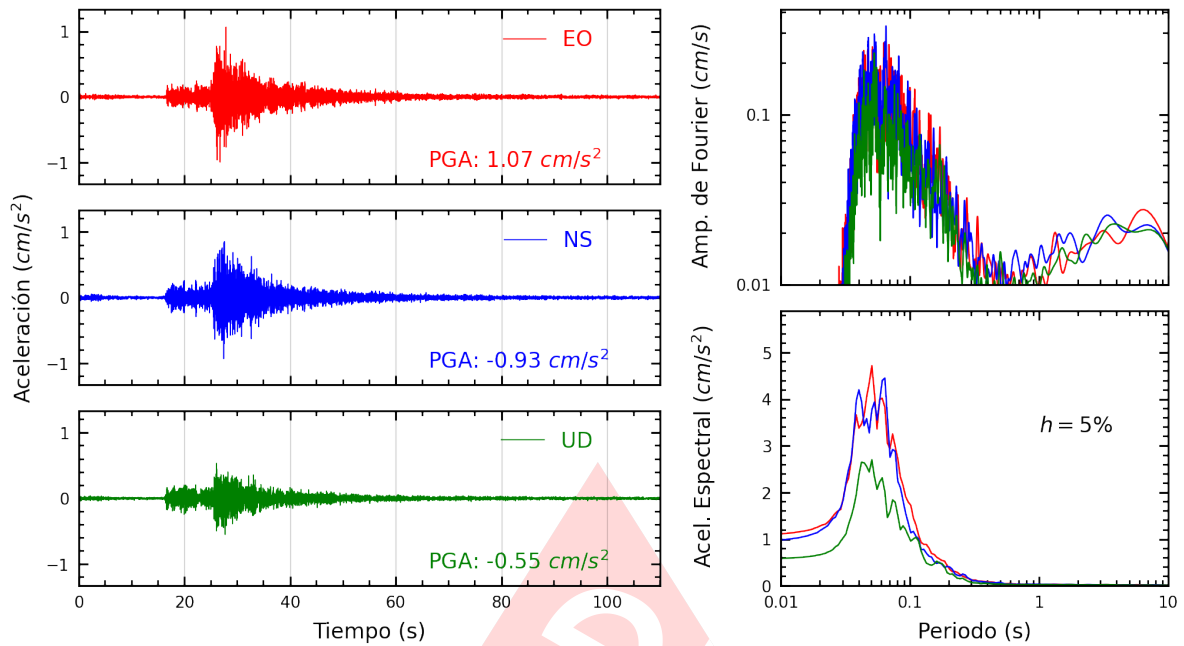 Aceleración (cm/s²)
1
0
−1
EO
PGA: 1.07 cm/s²
1
0
−1
NS
PGA: -0.93 cm/s²
1
0
−1
UD
PGA: -0.55 cm/s²
0 20 40 60 80 100
Tiempo (s)
Amp. de Fourier (cm/s)
0.1
0.01
Acel. Espectral (cm/s²)
5
4
3
2
1
0
h = 5%
0.01 0.1 1 10
Periodo (s)